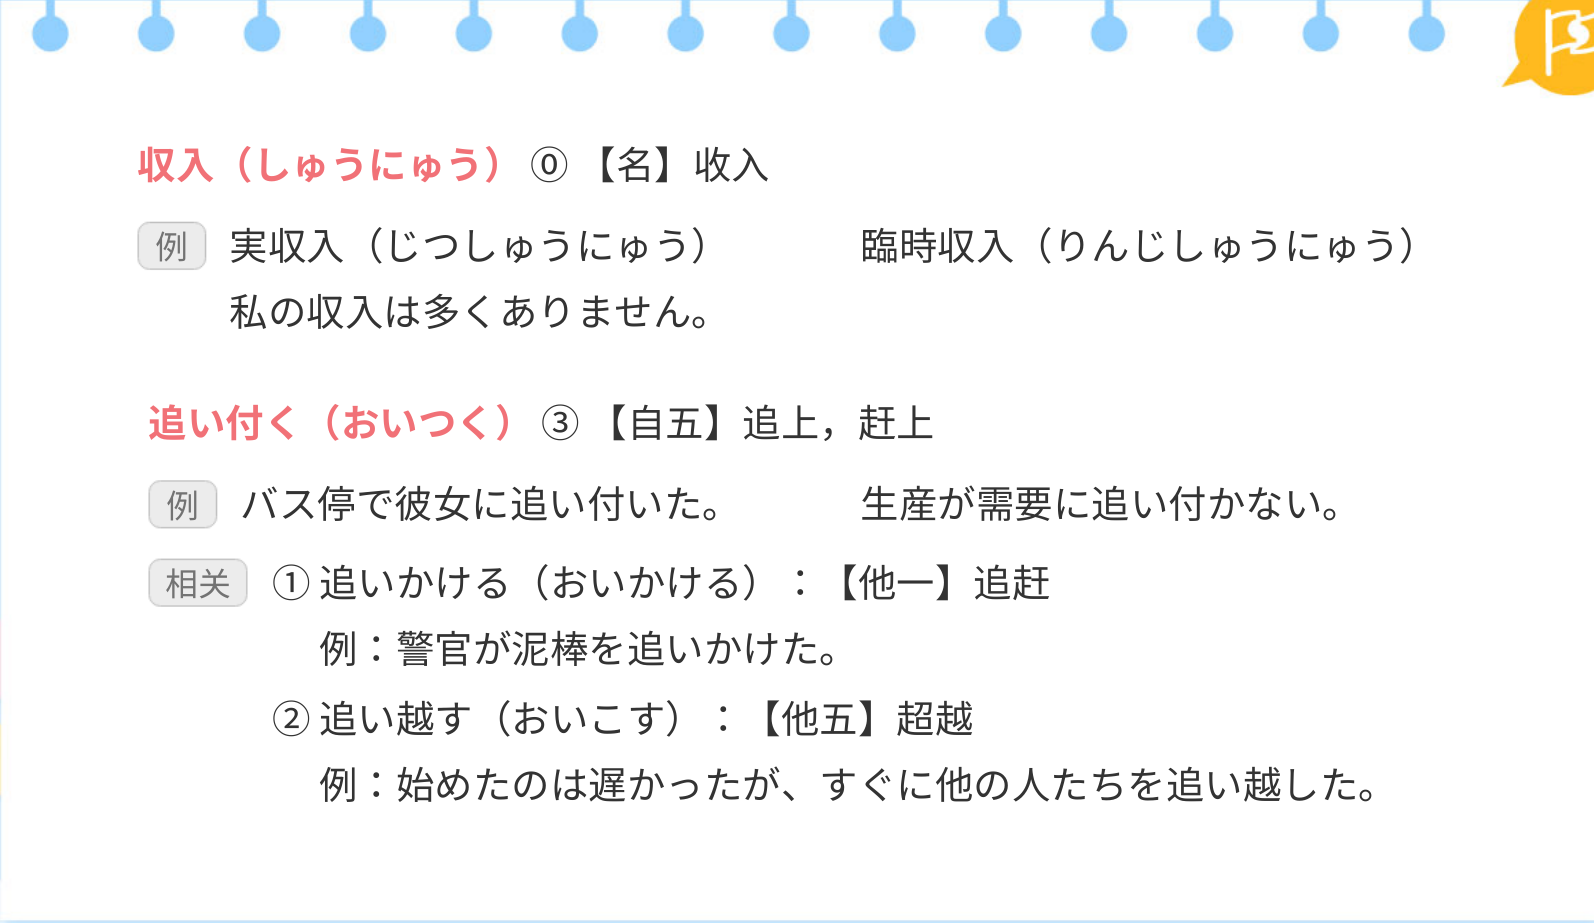 収入（しゅうにゅう）⓪【名】收入
例 実収入（じつしゅうにゅう） 臨時収入（りんじしゅうにゅう）
私の収入は多くありません。
追い付く（おいつく）③【自五】追上，赶上
例 バス停で彼女に追い付いた。 生産が需要に追い付かない。
相关 ①追いかける（おいかける）：【他一】追赶
例：警官が泥棒を追いかけた。
②追い越す（おいこす）：【他五】超越
例：始めたのは遅かったが、すぐに他の人たちを追い越した。